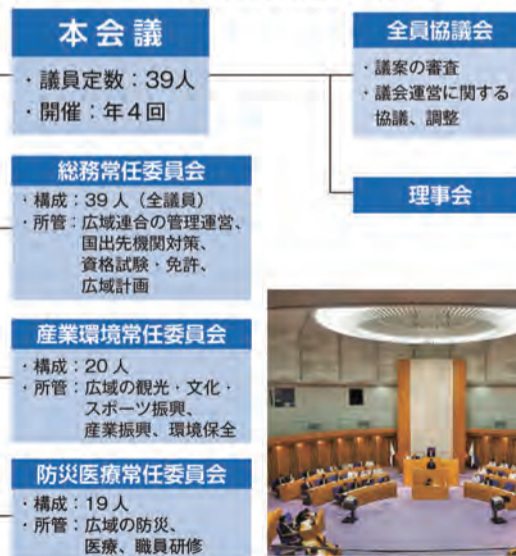 本会議
・議員定数：39人
・開催：年4回
全員協議会
・議案の審査
・議会運営に関する
協議、調整
理事会
総務常任委員会
・構成：39人（全議員）
・所管：広域連合の管理運営、
国出先機関対策、
資格試験・免許、
広域計画
産業環境常任委員会
・構成：20人
・所管：広域の観光・文化・
スポーツ振興、
産業振興、環境保全
防災医療常任委員会
・構成：19人
・所管：広域の防災、
医療、職員研修